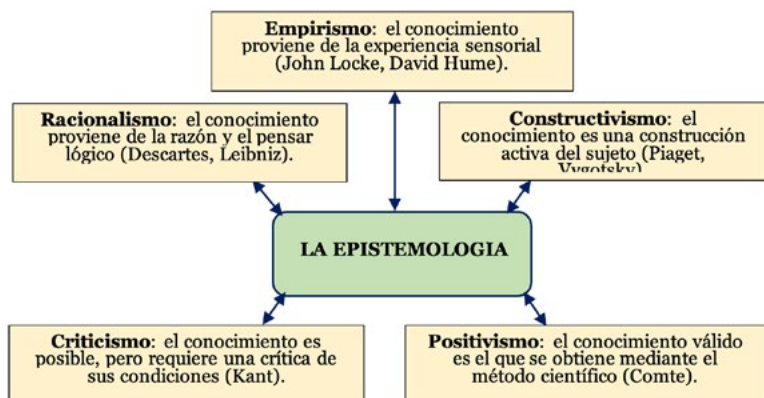 Empirismo: el conocimiento
proviene de la experiencia sensorial
(John Locke, David Hume).
Racionalismo: el conocimiento
proviene de la razón y el pensar
lógico (Descartes, Leibniz).
Constructivismo: el
conocimiento es una construcción
activa del sujeto (Piaget,
Vygotsky)
LA EPISTEMOLOGIA
Criticismo: el conocimiento es
posible, pero requiere una crítica de
sus condiciones (Kant).
Positivismo: el conocimiento válido
es el que se obtiene mediante el
método científico (Comte).